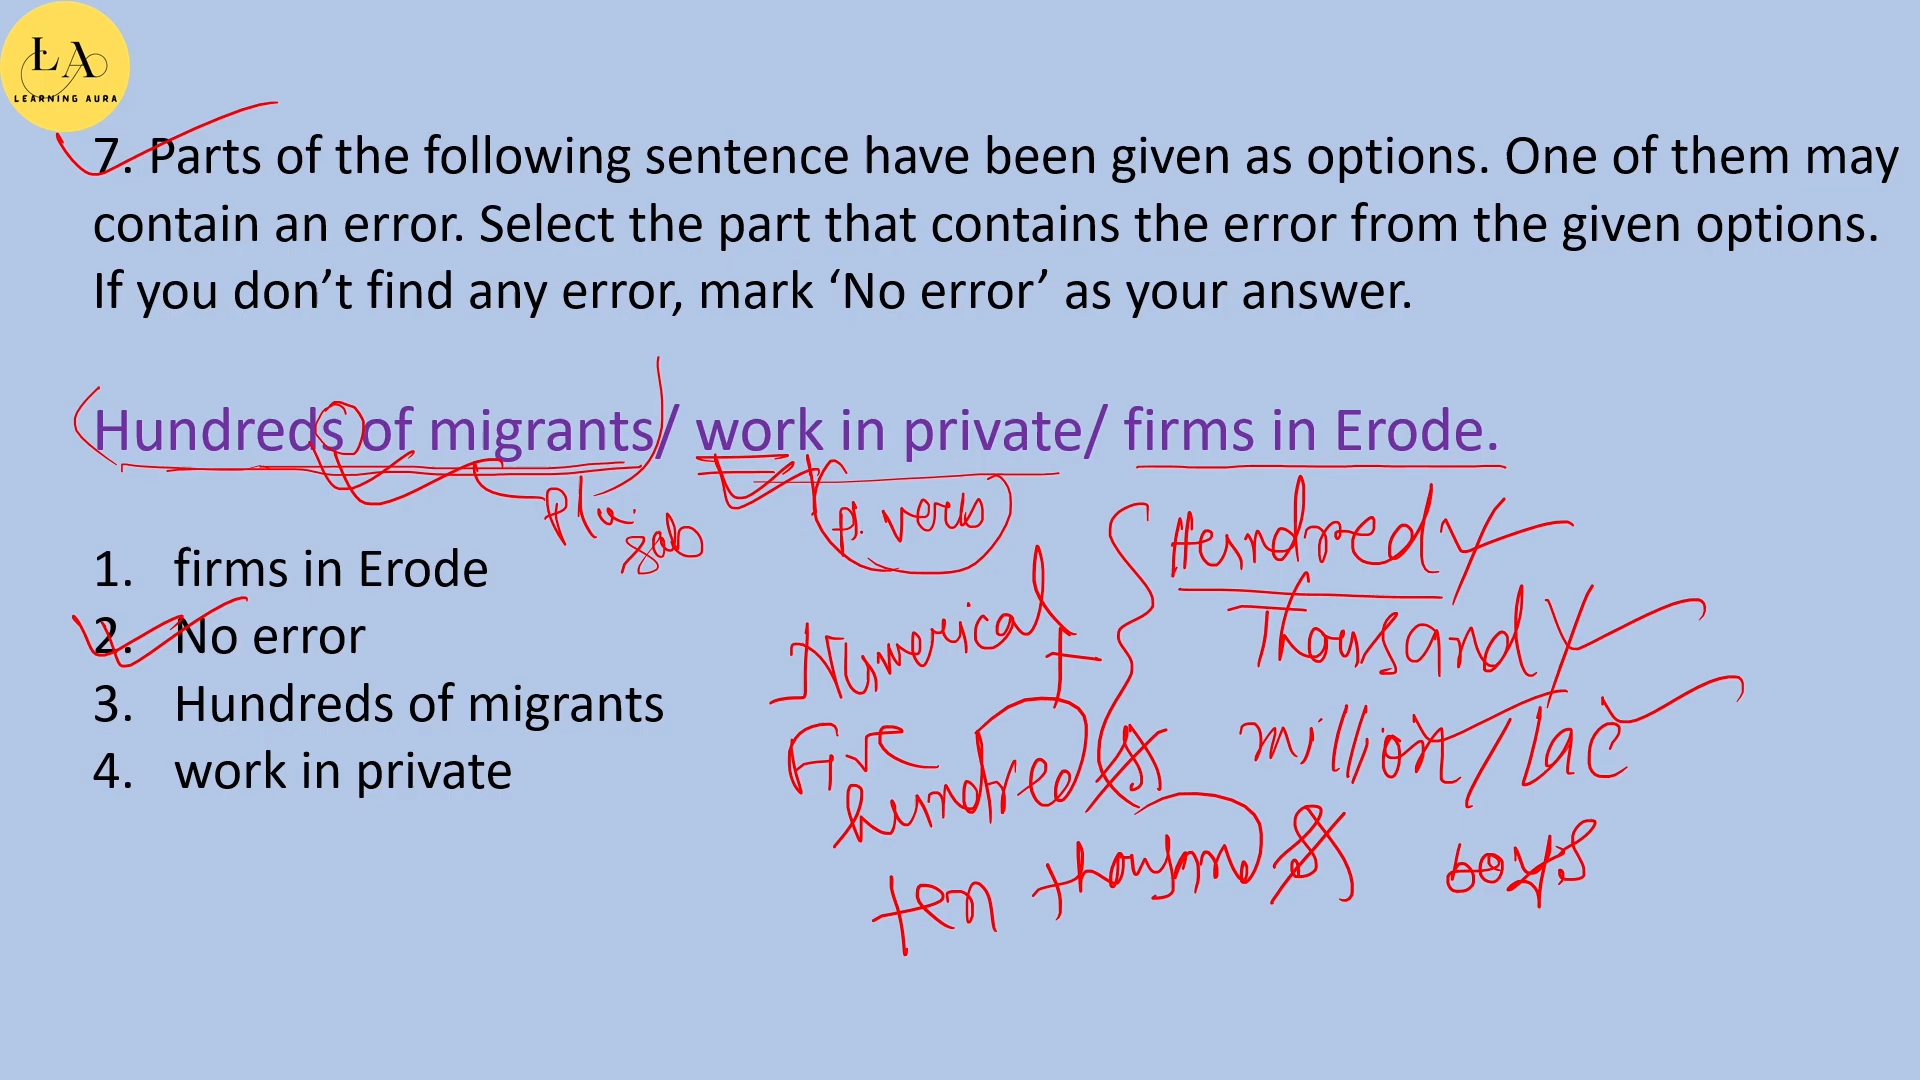 LA
LEARNING AURA
7. Parts of the following sentence have been given as options. One of them may
contain an error. Select the part that contains the error from the given options.
If you don’t find any error, mark ‘No error’ as your answer.
Hundreds of migrants/ work in private/ firms in Erode.
Plu.
p. verb
Hundred
Thousand
million/Lac
Numerical +
Five
hundred s
ten thousand s boys
1. firms in Erode
2. No error
3. Hundreds of migrants
4. work in private